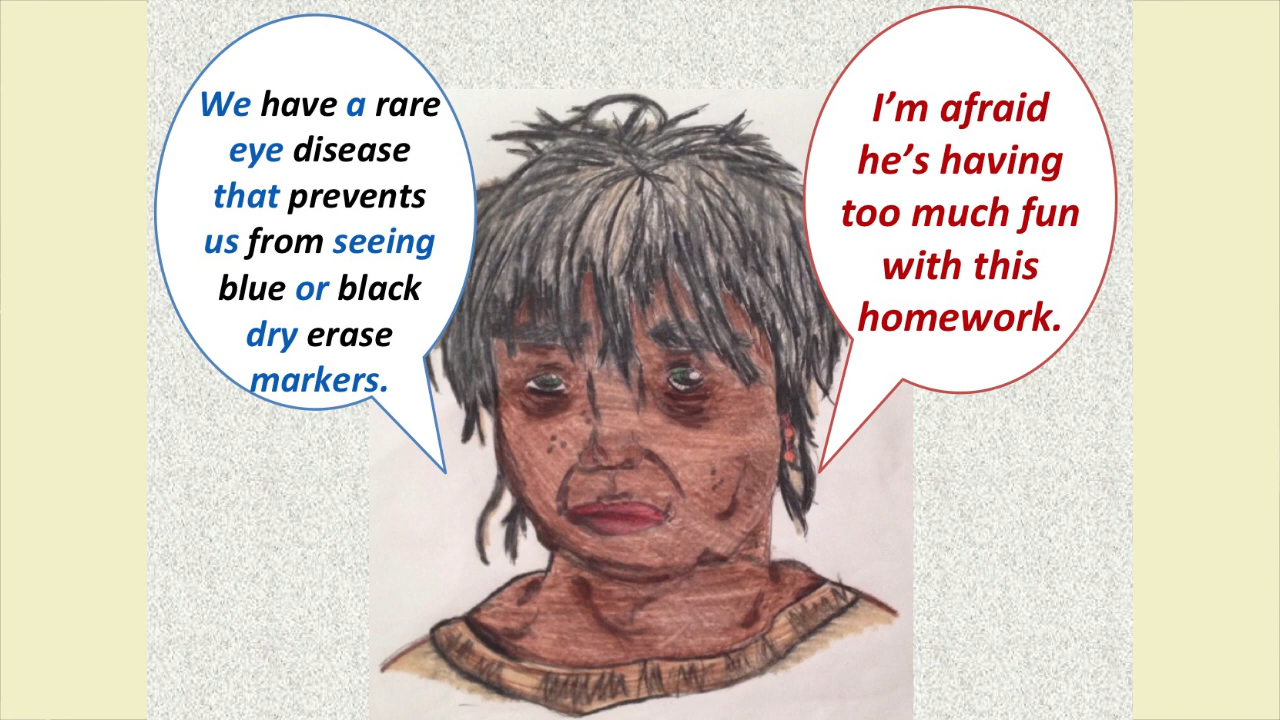 We have a rare
eye disease
that prevents
us from seeing
blue or black
dry erase
markers.
I’m afraid
he’s having
too much fun
with this
homework.